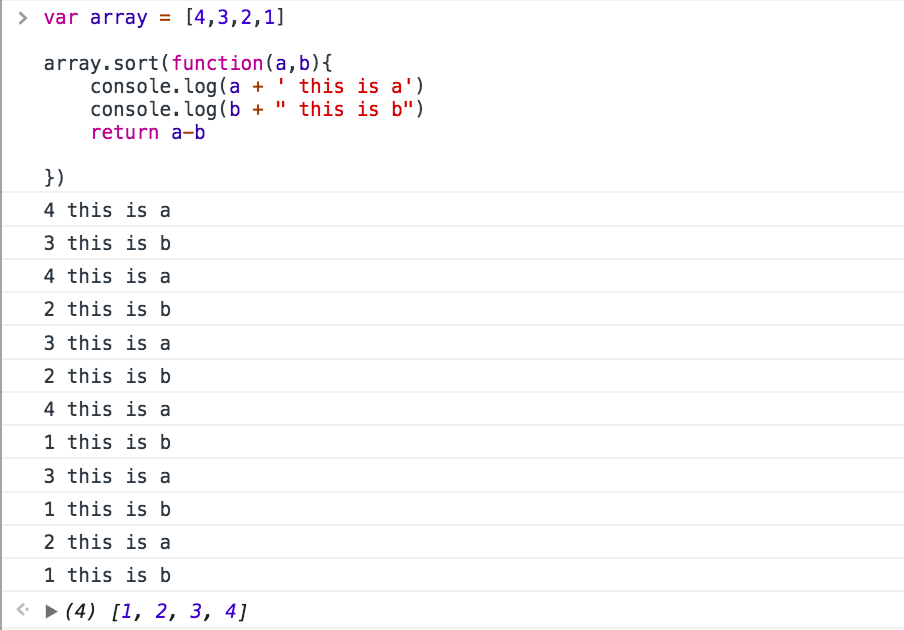 > var array = [4,3,2,1]
array.sort(function(a,b){
console.log(a + ' this is a')
console.log(b + " this is b")
return a-b
})
4 this is a
3 this is b
4 this is a
2 this is b
3 this is a
2 this is b
4 this is a
1 this is b
3 this is a
1 this is b
2 this is a
1 this is b
(4) [1, 2, 3, 4]